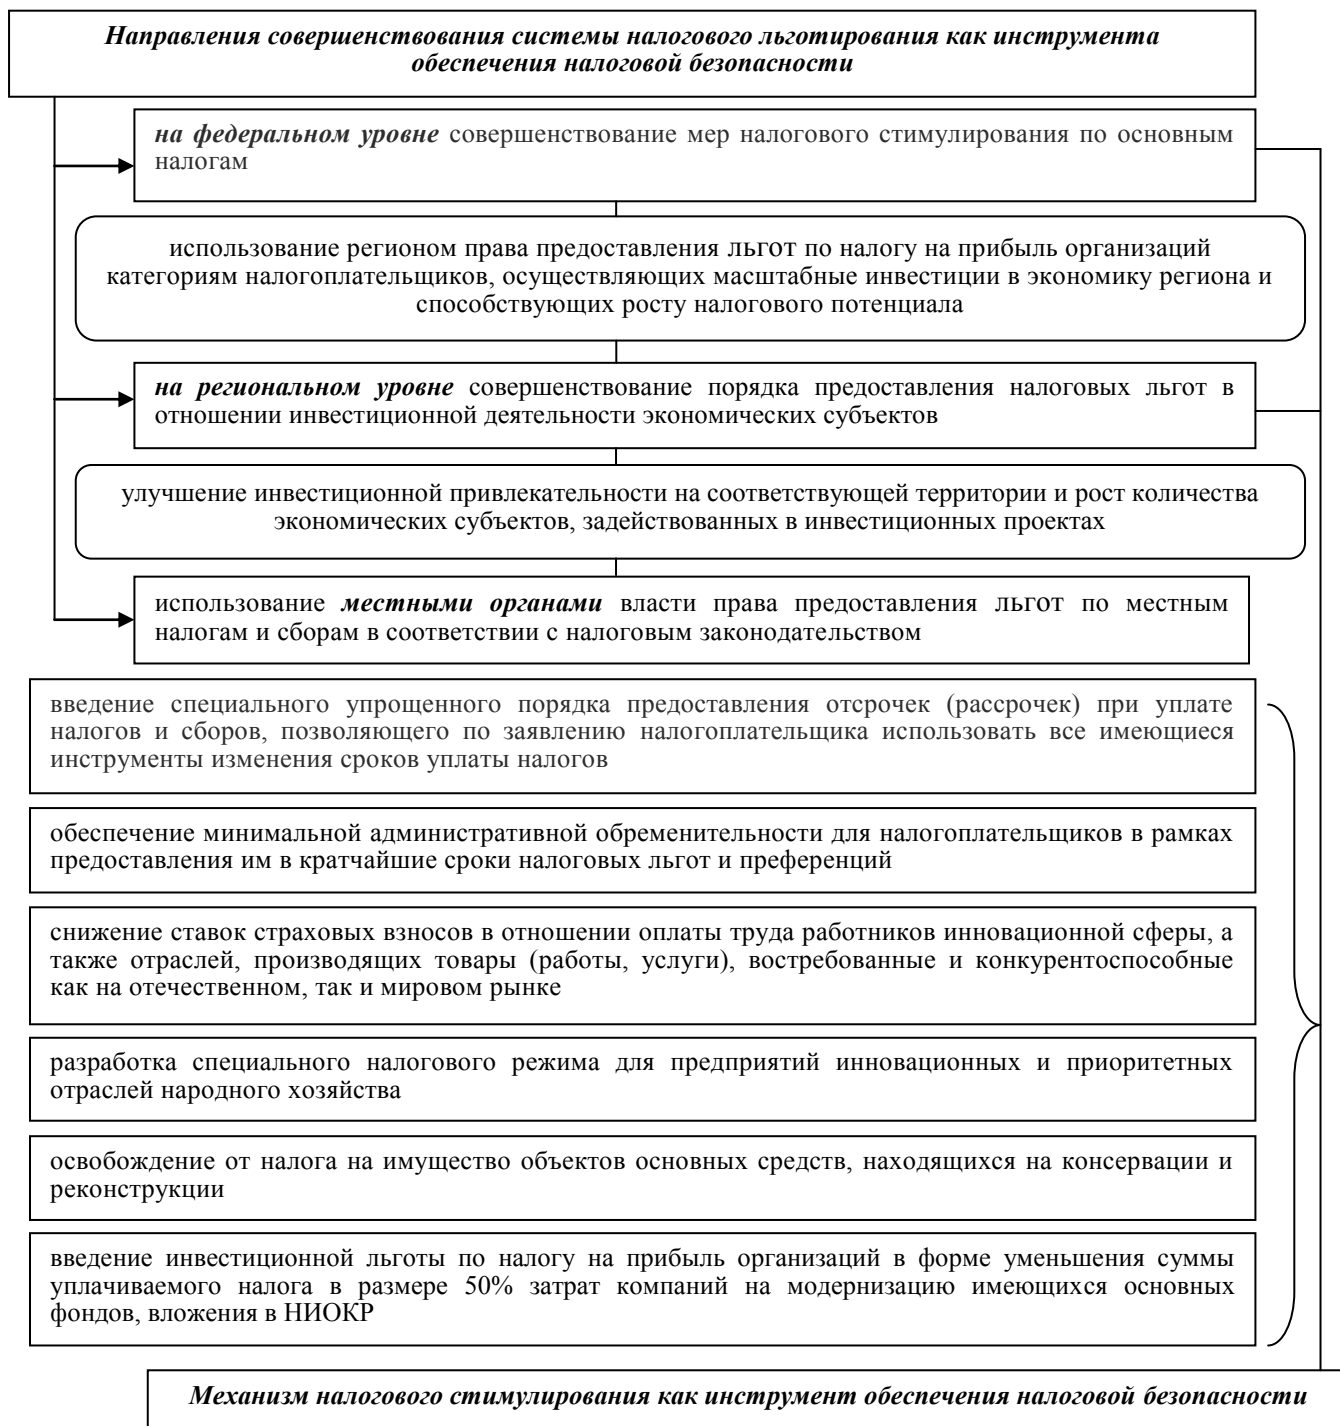 Направления совершенствования системы налогового льготирования как инструмента
обеспечения налоговой безопасности
на федеральном уровне совершенствование мер налогового стимулирования по основным
налогам
использование регионом права предоставления льгот по налогу на прибыль организаций
категориям налогоплательщиков, осуществляющих масштабные инвестиции в экономику региона и
способствующих росту налогового потенциала
на региональном уровне совершенствование порядка предоставления налоговых льгот в
отношении инвестиционной деятельности экономических субъектов
улучшение инвестиционной привлекательности на соответствующей территории и рост количества
экономических субъектов, задействованных в инвестиционных проектах
использование местными органами власти права предоставления льгот по местным
налогам и сборам в соответствии с налоговым законодательством
введение специального упрощенного порядка предоставления отсрочек (рассрочек) при уплате
налогов и сборов, позволяющего по заявлению налогоплательщика использовать все имеющиеся
инструменты изменения сроков уплаты налогов
обеспечение минимальной административной обременительности для налогоплательщиков в рамках
предоставления им в кратчайшие сроки налоговых льгот и преференций
снижение ставок страховых взносов в отношении оплаты труда работников инновационной сферы, а
также отраслей, производящих товары (работы, услуги), востребованные и конкурентоспособные
как на отечественном, так и мировом рынке
разработка специального налогового режима для предприятий инновационных и приоритетных
отраслей народного хозяйства
освобождение от налога на имущество объектов основных средств, находящихся на консервации и
реконструкции
введение инвестиционной льготы по налогу на прибыль организаций в форме уменьшения суммы
уплачиваемого налога в размере 50% затрат компаний на модернизацию имеющихся основных
фондов, вложения в НИОКР
Механизм налогового стимулирования как инструмент обеспечения налоговой безопасности